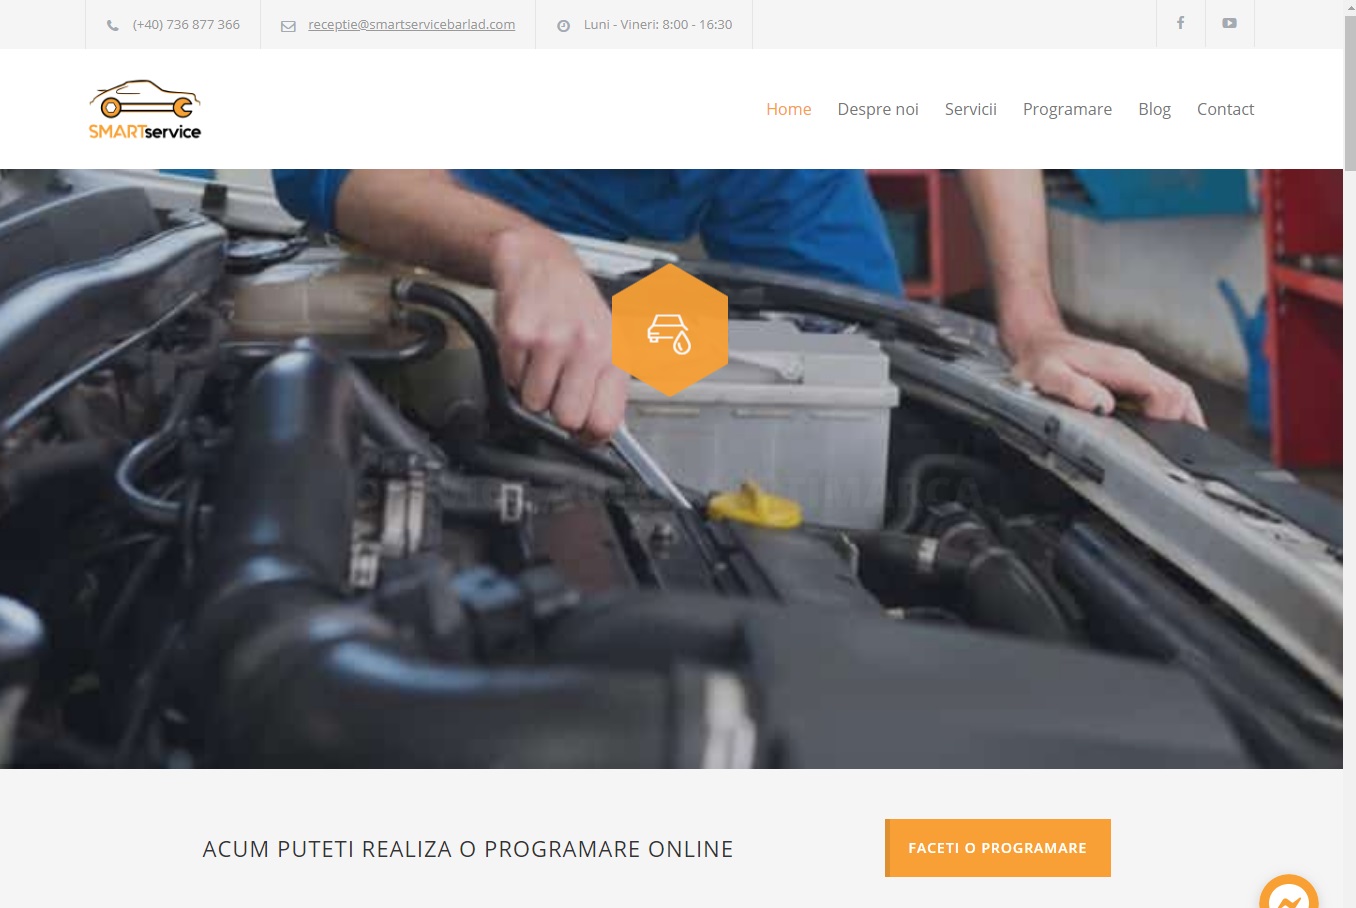 (+40) 736 877 366
receptie@smartservicebarlad.com
Luni - Vineri: 8:00 - 16:30
SMARTservice
Home
Despre noi
Servicii
Programare
Blog
Contact
ACUM PUTETI REALIZA O PROGRAMARE ONLINE
FACETI O PROGRAMARE